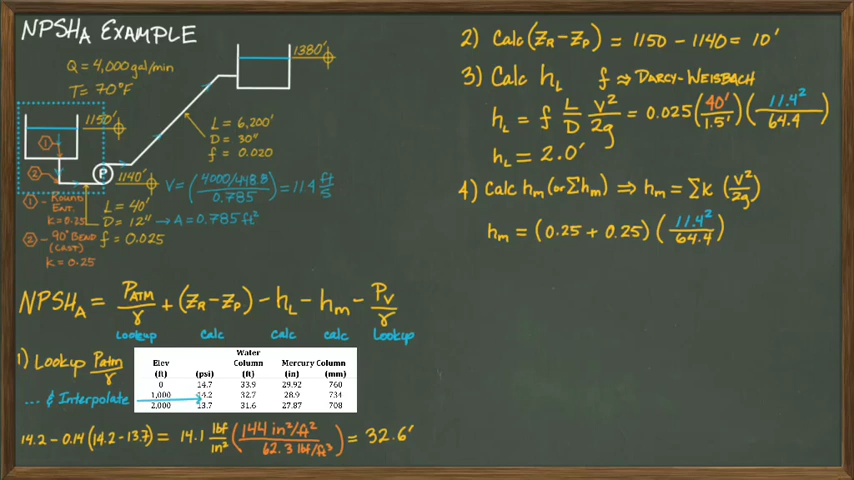 NPSHA EXAMPLE
Q = 4,000 gal/min
T = 70°F
1380'
1150'
1
2
P
1140'
L = 6,200'
D = 30"
f = 0.020
V = (4000/448.8 / 0.785) = 11.4 ft/s
L = 40'
D = 12" → A = 0.785 ft²
f = 0.025
1 - ROUND ENT.
K = 0.25
2 - 90° BEND (CAST)
K = 0.25
NPSHA = PATM/γ + (ZR - ZP) - hL - hm - PV/γ
Lookup Calc Calc Calc Lookup
1) Lookup Patm/γ
... & Interpolate
Elev (ft) (psi) Water Column (ft) Mercury Column (in) (mm)
0 14.7 33.9 29.92 760
1,000 14.2 32.7 28.9 734
2,000 13.7 31.6 27.87 708
14.2 - 0.14(14.2 - 13.7) = 14.1 lbf/in² (144 in²/ft² / 62.3 lbf/ft³) = 32.6'
2) Calc (ZR - ZP) = 1150 - 1140 = 10'
3) Calc hL f ⇒ DARCY-WEISBACH
hL = f L/D V²/2g = 0.025 (40'/1.5') (11.4²/64.4)
hL = 2.0'
4) Calc hm (or Σhm) ⇒ hm = ΣK (V²/2g)
hm = (0.25 + 0.25) (11.4²/64.4)